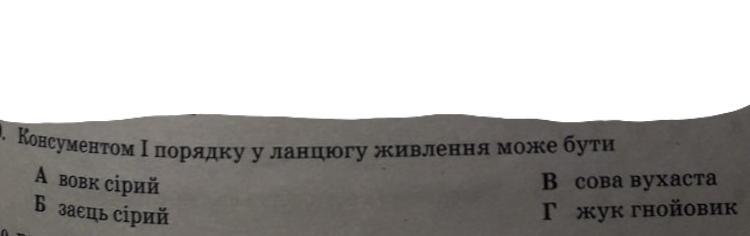 . Консументом І порядку у ланцюгу живлення може бути
А вовк сірий
Б заєць сірий
В сова вухаста
Г жук гнойовик